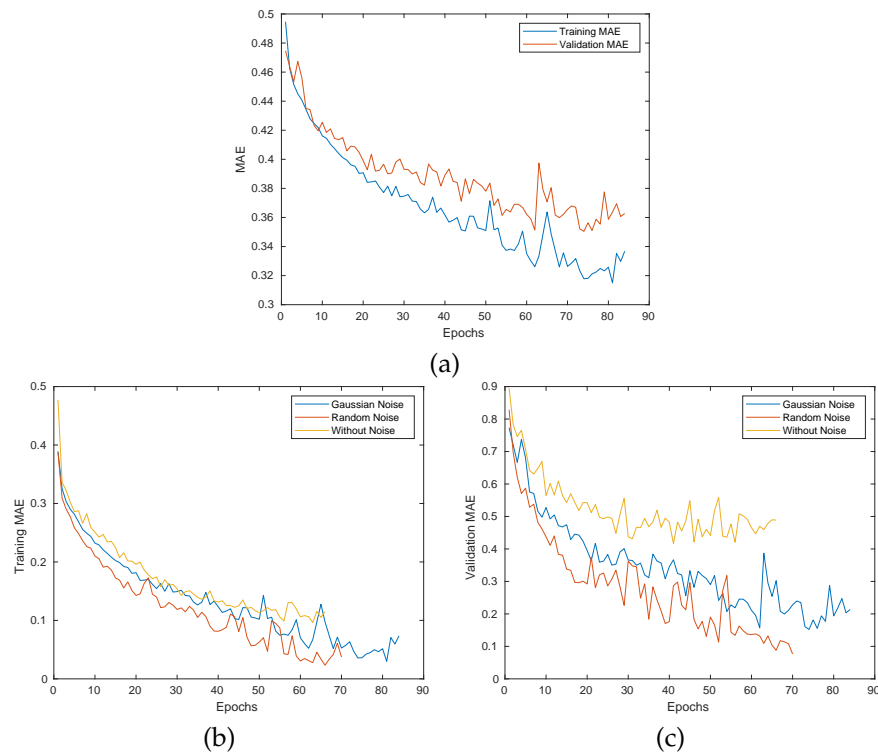 0.5
0.48
0.46
0.44
0.42
0.4
0.38
0.36
0.34
0.32
0.3
MAE
Training MAE
Validation MAE
0 10 20 30 40 50 60 70 80 90
Epochs
(a)
0.5
0.4
0.3
0.2
0.1
0
Training MAE
Gaussian Noise
Random Noise
Without Noise
0 10 20 30 40 50 60 70 80 90
Epochs
(b)
0.9
0.8
0.7
0.6
0.5
0.4
0.3
0.2
0.1
0
Validation MAE
Gaussian Noise
Random Noise
Without Noise
0 10 20 30 40 50 60 70 80 90
Epochs
(c)